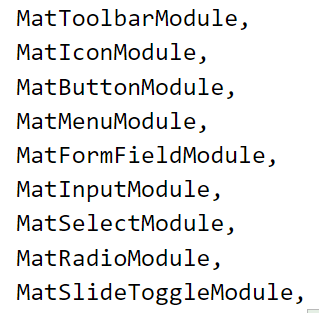 MatToolbarModule,
MatIconModule,
MatButtonModule,
MatMenuModule,
MatFormFieldModule,
MatInputModule,
MatSelectModule,
MatRadioModule,
MatSlideToggleModule,